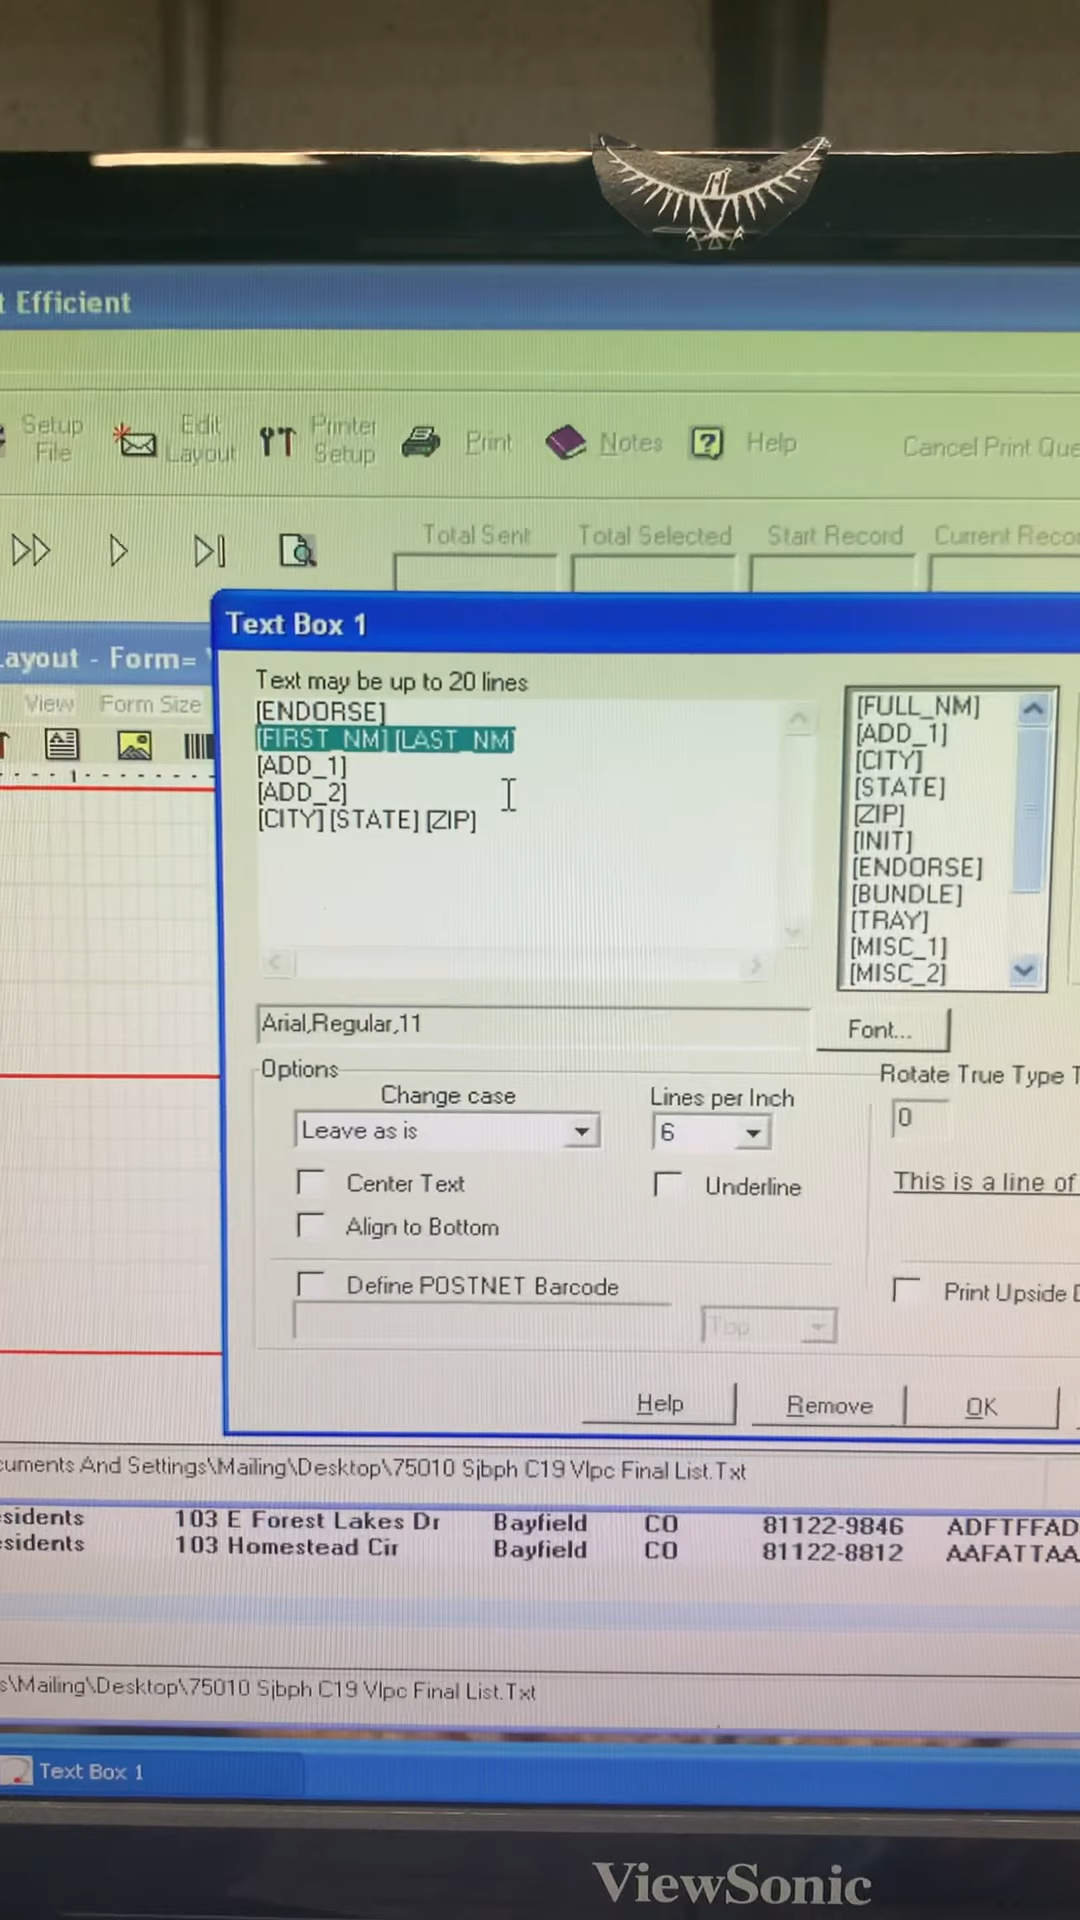 t Efficient
Setup File
Edit Layout
Printer Setup
Print
Notes
Help
Cancel Print Que
Total Sent
Total Selected
Start Record
Current Recor
Text Box 1
ayout - Form=
View
Form Size
1
Text may be up to 20 lines
[ENDORSE]
[FIRST_NM] [LAST_NM]
[ADD_1]
[ADD_2]
[CITY] [STATE] [ZIP]
[FULL_NM]
[ADD_1]
[CITY]
[STATE]
[ZIP]
[INIT]
[ENDORSE]
[BUNDLE]
[TRAY]
[MISC_1]
[MISC_2]
Arial,Regular,11
Font...
Options
Change case
Leave as is
Lines per Inch
6
Rotate True Type T
0
Center Text
Underline
This is a line of
Align to Bottom
Define POSTNET Barcode
Print Upside D
Top
Help
Remove
OK
cuments And Settings\Mailing\Desktop\75010 Sjbph C19 Vlpc Final List.Txt
sidents 103 E Forest Lakes Dr Bayfield CO 81122-9846 ADFTFFAD
sidents 103 Homestead Cir Bayfield CO 81122-8812 AAFATTAA
s\Mailing\Desktop\75010 Sjbph C19 Vlpc Final List.Txt
Text Box 1
ViewSonic